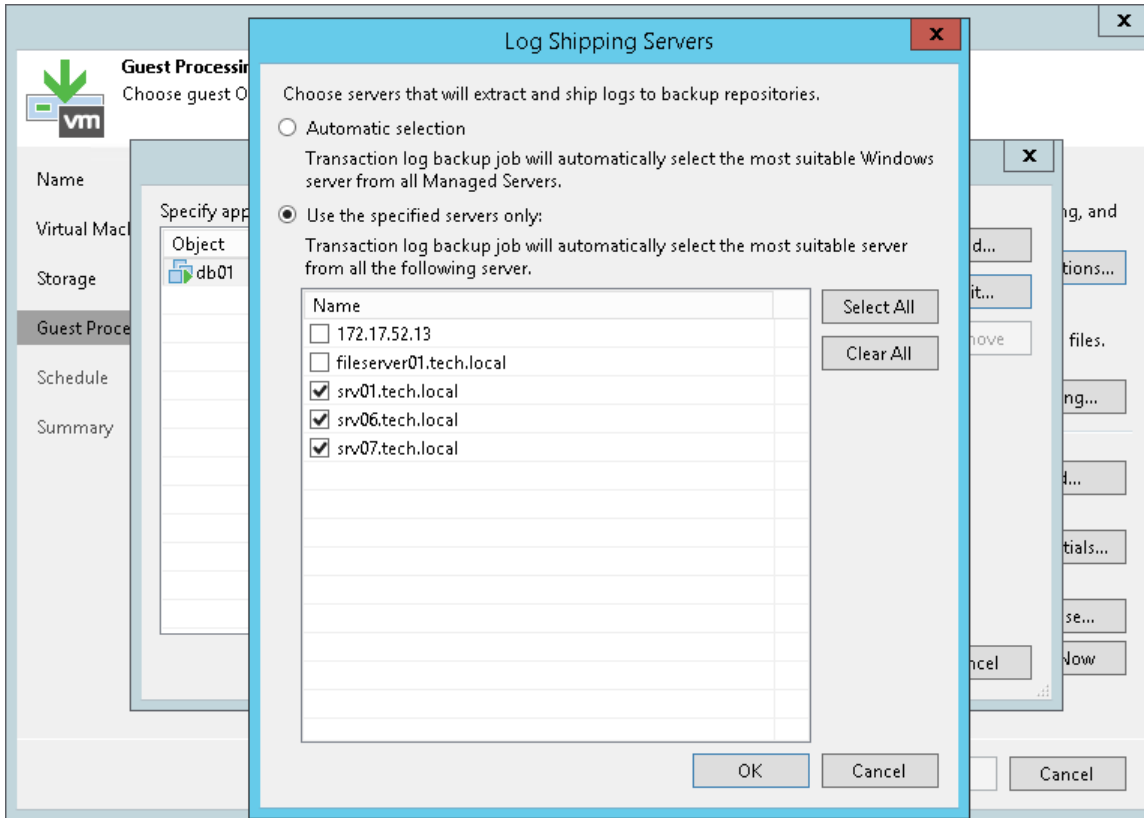 x
Log Shipping Servers
x
Guest Processin
Choose guest O
vm
Name
Virtual Macl
Storage
Guest Proce
Schedule
Summary
x
Specify app
Object
db01
Choose servers that will extract and ship logs to backup repositories.
Automatic selection
Transaction log backup job will automatically select the most suitable Windows
server from all Managed Servers.
Use the specified servers only:
Transaction log backup job will automatically select the most suitable server
from all the following server.
Name
172.17.52.13
fileserver01.tech.local
srv01.tech.local
srv06.tech.local
srv07.tech.local
Select All
Clear All
OK
Cancel
d...
it...
nove
ncel
ng, and
tions...
files.
ng...
d...
tials...
se...
Now
Cancel